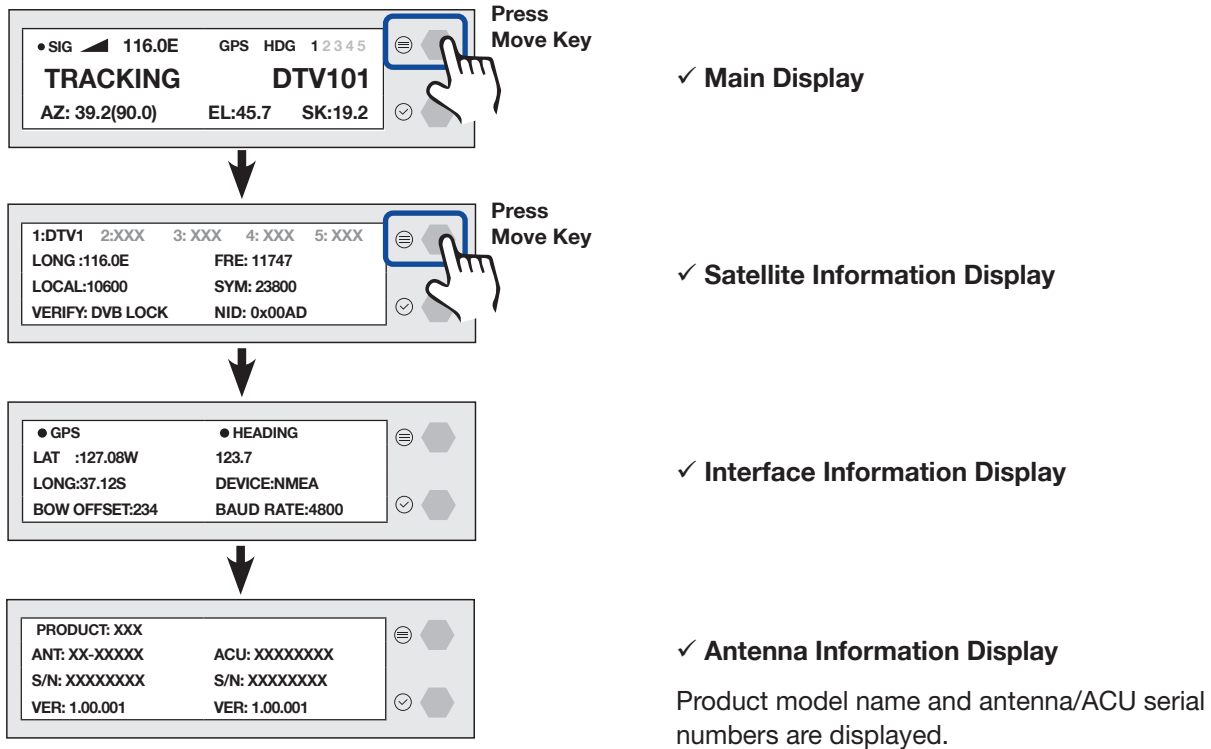 Press
Move Key
SIG 116.0E GPS HDG 1 2 3 4 5
TRACKING DTV101
AZ: 39.2(90.0) EL:45.7 SK:19.2
✓ Main Display
Press
Move Key
1:DTV1 2:XXX 3: XXX 4: XXX 5: XXX
LONG :116.0E FRE: 11747
LOCAL:10600 SYM: 23800
VERIFY: DVB LOCK NID: 0x00AD
✓ Satellite Information Display
GPS HEADING
LAT :127.08W 123.7
LONG:37.12S DEVICE:NMEA
BOW OFFSET:234 BAUD RATE:4800
✓ Interface Information Display
PRODUCT: XXX
ANT: XX-XXXXX ACU: XXXXXXXX
S/N: XXXXXXXX S/N: XXXXXXXX
VER: 1.00.001 VER: 1.00.001
✓ Antenna Information Display
Product model name and antenna/ACU serial
numbers are displayed.